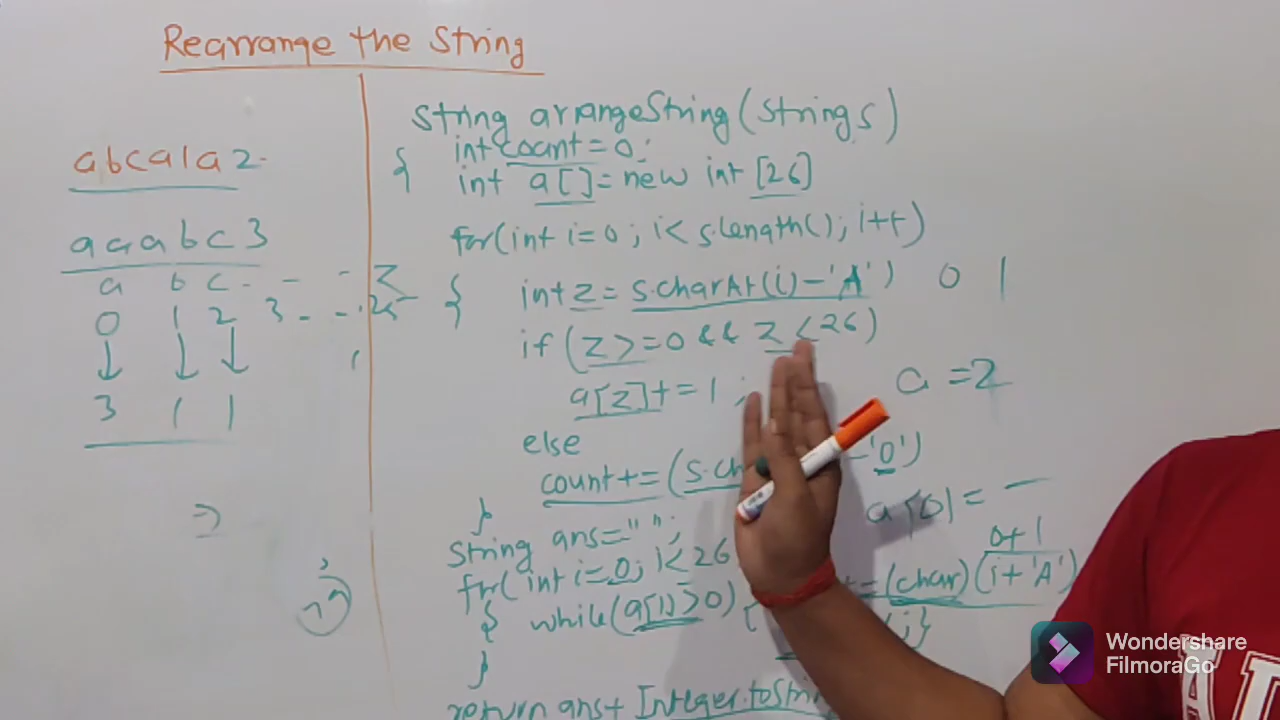 Rearrange the String
abca1a2
aaabc3
a b c - - Z
0 1 2 3 - - 25
3 1 1
String arrangeString(String s)
{ int count=0;
int a[]=new int [26]
for(int i=0; i<s.length(); i++)
{ int z=s.charAt(i)-'A') 0 1
if (z>=0 && z<26)
a[z]+=1; a=2
else
count+=(s.ch -'0')
}
a[0]=
String ans="";
0+1
for(int i=0; i<26
{ while(a[i]>0) { =(char)(i+'A')
;}
}
return ans+ Integer.toString
Wondershare
FilmoraGo